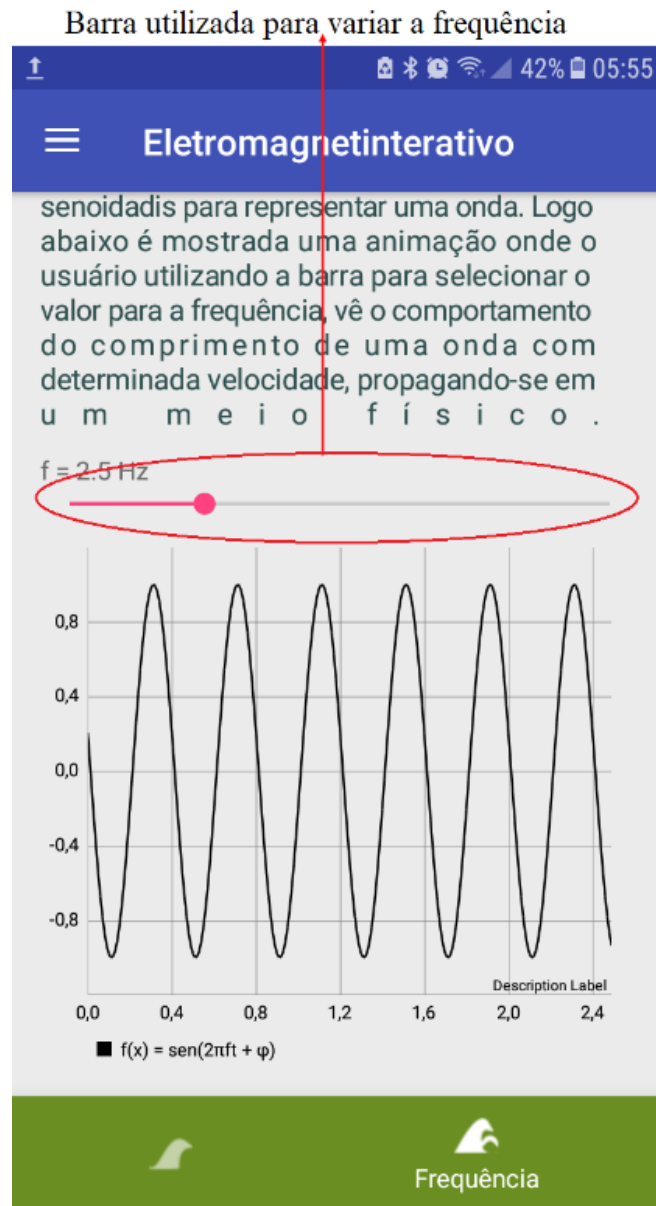 Barra utilizada para variar a frequência
42% 05:55
Eletromagnetinterativo
senoidadis para representar uma onda. Logo
abaixo é mostrada uma animação onde o
usuário utilizando a barra para selecionar o
valor para a frequência, vê o comportamento
do comprimento de uma onda com
determinada velocidade, propagando-se em
um meio físico.
f = 2.5 Hz
0,8
0,4
0,0
-0,4
-0,8
Description Label
0,0 0,4 0,8 1,2 1,6 2,0 2,4
f(x) = sen(2πft + φ)
Frequência